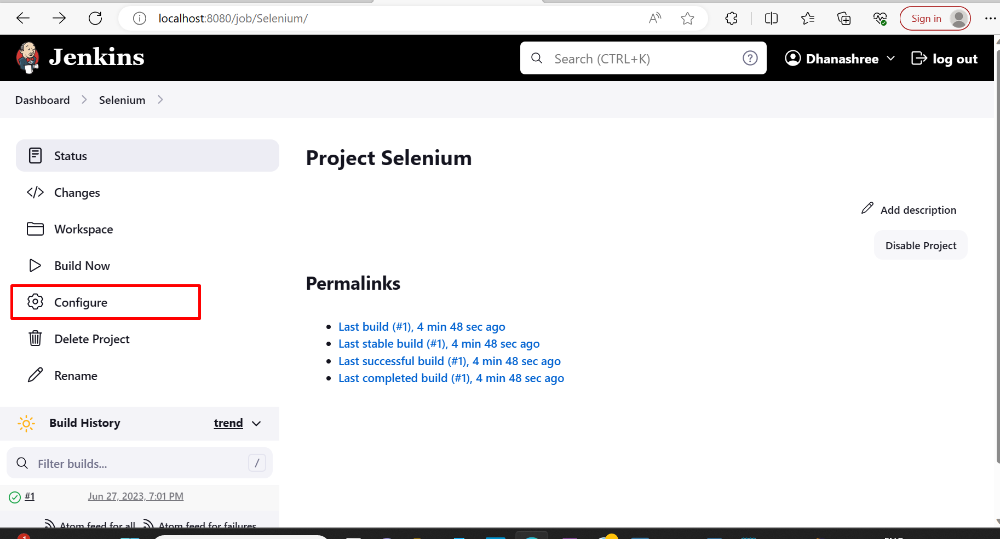 localhost:8080/job/Selenium/
Sign in
Jenkins
Search (CTRL+K)
Dhanashree
log out
Dashboard
Selenium
Status
Changes
Workspace
Build Now
Configure
Delete Project
Rename
Project Selenium
Add description
Disable Project
Permalinks
Last build (#1), 4 min 48 sec ago
Last stable build (#1), 4 min 48 sec ago
Last successful build (#1), 4 min 48 sec ago
Last completed build (#1), 4 min 48 sec ago
Build History trend
Filter builds... /
#1 Jun 27, 2023, 7:01 PM
Atom feed for all Atom feed for failures
1 ENG